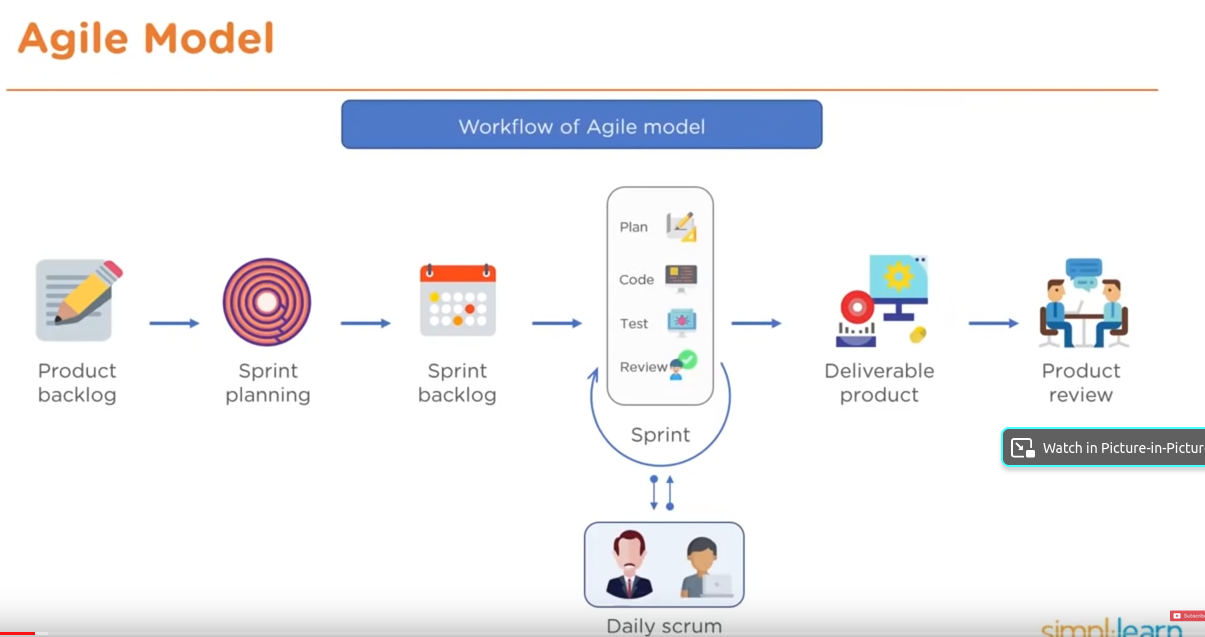 Agile Model
Workflow of Agile model
Plan
Code
Test
Review
Product
backlog
Sprint
planning
Sprint
backlog
Sprint
Deliverable
product
Product
review
Watch in Picture-in-Pictur
Daily scrum
Subscribe
simplilearn